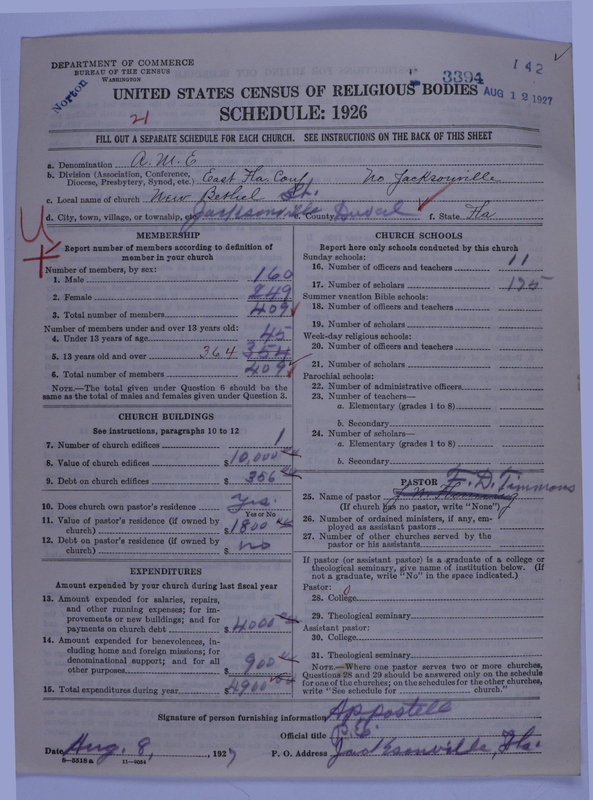 DEPARTMENT OF COMMERCE
BUREAU OF THE CENSUS
WASHINGTON
Norton
3394
142
AUG 12 1927
UNITED STATES CENSUS OF RELIGIOUS BODIES
21
SCHEDULE: 1926
FILL OUT A SEPARATE SCHEDULE FOR EACH CHURCH. SEE INSTRUCTIONS ON THE BACK OF THIS SHEET
a. Denomination A.M.E
b. Division (Association, Conference, Diocese, Presbytery, Synod, etc.) East Fla. Conf No Jacksonville
c. Local name of church New Bethel St.
d. City, town, village, or township, etc. Jacksonville e. County Duval f. State Fla
MEMBERSHIP
Report number of members according to definition of
member in your church
Number of members, by sex:
1. Male 160
2. Female 249
3. Total number of members 409
Number of members under and over 13 years old:
4. Under 13 years of age 45
5. 13 years old and over 364 354
6. Total number of members 409
NOTE.—The total given under Question 6 should be
same as the total of males and females given under Question 3.
CHURCH BUILDINGS
See instructions, paragraphs 10 to 12
7. Number of church edifices 1
8. Value of church edifices $10,000
9. Debt on church edifices $ 356
10. Does church own pastor's residence Yes.
Yes or No
11. Value of pastor's residence (if owned by
church) $1800
12. Debt on pastor's residence (if owned by
church) $ no
EXPENDITURES
Amount expended by your church during last fiscal year
13. Amount expended for salaries, repairs,
and other running expenses; for im-
provements or new buildings; and for
payments on church debt $ 4000
14. Amount expended for benevolences, in-
cluding home and foreign missions; for
denominational support; and for all
other purposes $ 900
15. Total expenditures during year $4900
CHURCH SCHOOLS
Report here only schools conducted by this church
Sunday schools:
16. Number of officers and teachers 11
17. Number of scholars 125
Summer vacation Bible schools:
18. Number of officers and teachers
19. Number of scholars
Week-day religious schools:
20. Number of officers and teachers
21. Number of scholars
Parochial schools:
22. Number of administrative officers
23. Number of teachers—
a. Elementary (grades 1 to 8)
b. Secondary
24. Number of scholars—
a. Elementary (grades 1 to 8)
b. Secondary
PASTOR F. D. Timmons
25. Name of pastor
(If church has no pastor, write "None")
26. Number of ordained ministers, if any, em-
ployed as assistant pastors
27. Number of other churches served by the
pastor or his assistants
If pastor (or assistant pastor) is a graduate of a college or
theological seminary, give name of institution below. (If
not a graduate, write "No" in the space indicated.)
Pastor:
28. College
29. Theological seminary
Assistant pastor:
30. College
31. Theological seminary
NOTE.—Where one pastor serves two or more churches,
Questions 28 and 29 should be answered only on the schedule
for one of the churches; on the schedules for the other churches,
write "See schedule for church."
Signature of person furnishing information Appostell
Official title P.E.
Date Aug. 8, 1927 P. O. Address Jacksonville, Fla.
8—5518a 11—9064